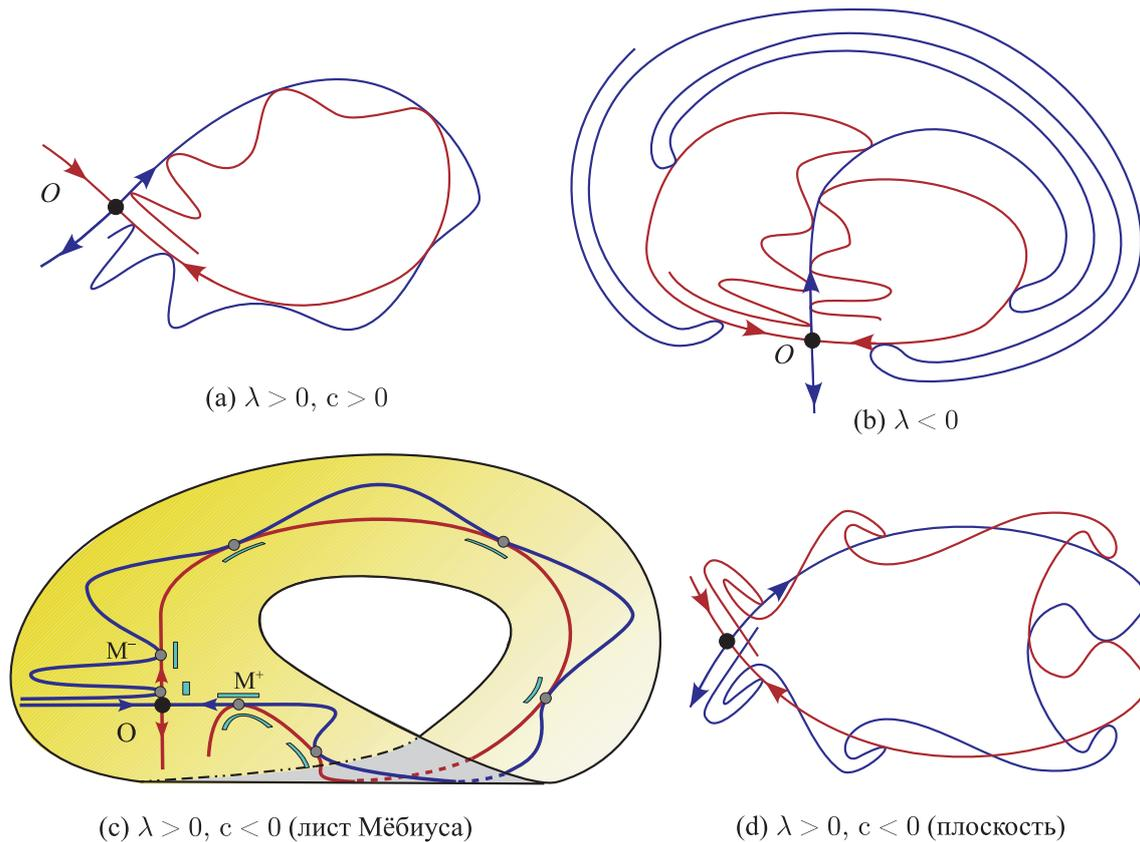 O
(a) λ > 0, c > 0
O
(b) λ < 0
M⁻
M⁺
O
(c) λ > 0, c < 0 (лист Мёбиуса)
(d) λ > 0, c < 0 (плоскость)